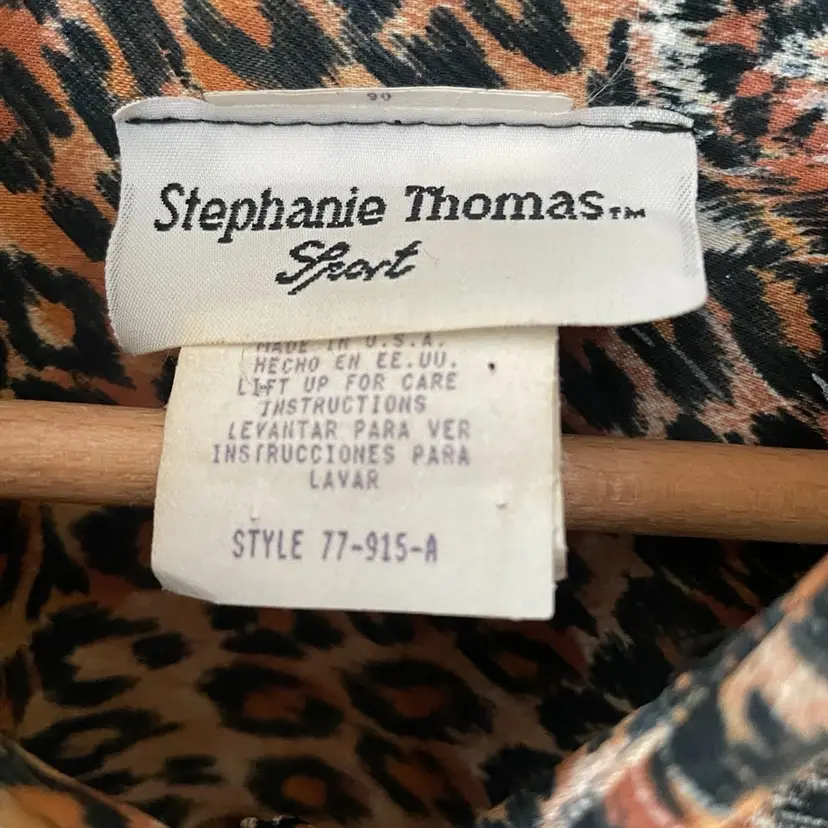 Stephanie Thomas™
Sport
MADE IN U.S.A.
HECHO EN EE.UU.
LIFT UP FOR CARE
INSTRUCTIONS
LEVANTAR PARA VER
INSTRUCCIONES PARA
LAVAR
STYLE 77-915-A